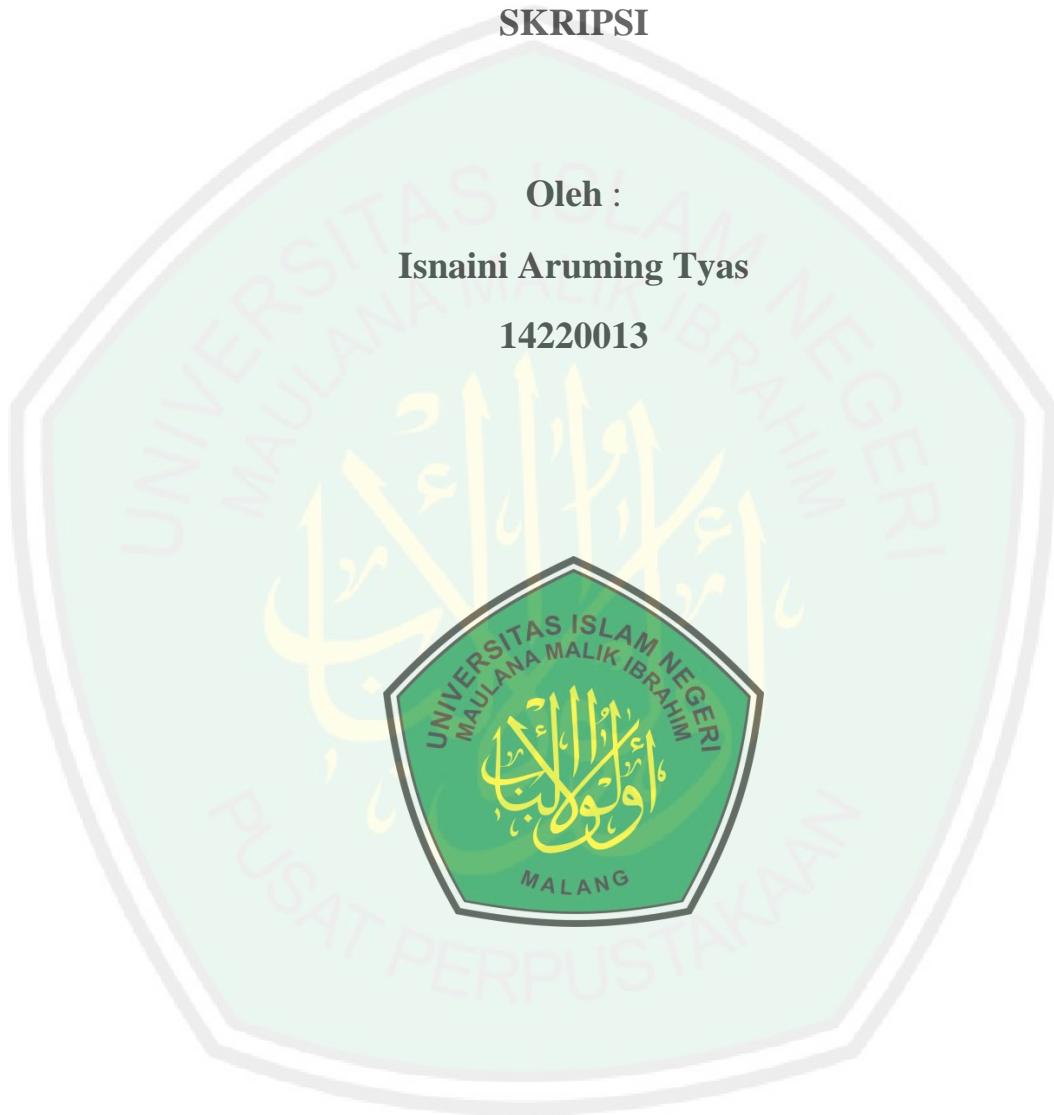 SKRIPSI
Oleh :
Isnaini Aruming Tyas
14220013
UNIVERSITAS ISLAM NEGERI
MAULANA MALIK IBRAHIM
أولوا الألباب
MALANG
UNIVERSITAS ISLAM NEGERI
MAULANA MALIK IBRAHIM
PUSAT PERPUSTAKAAN